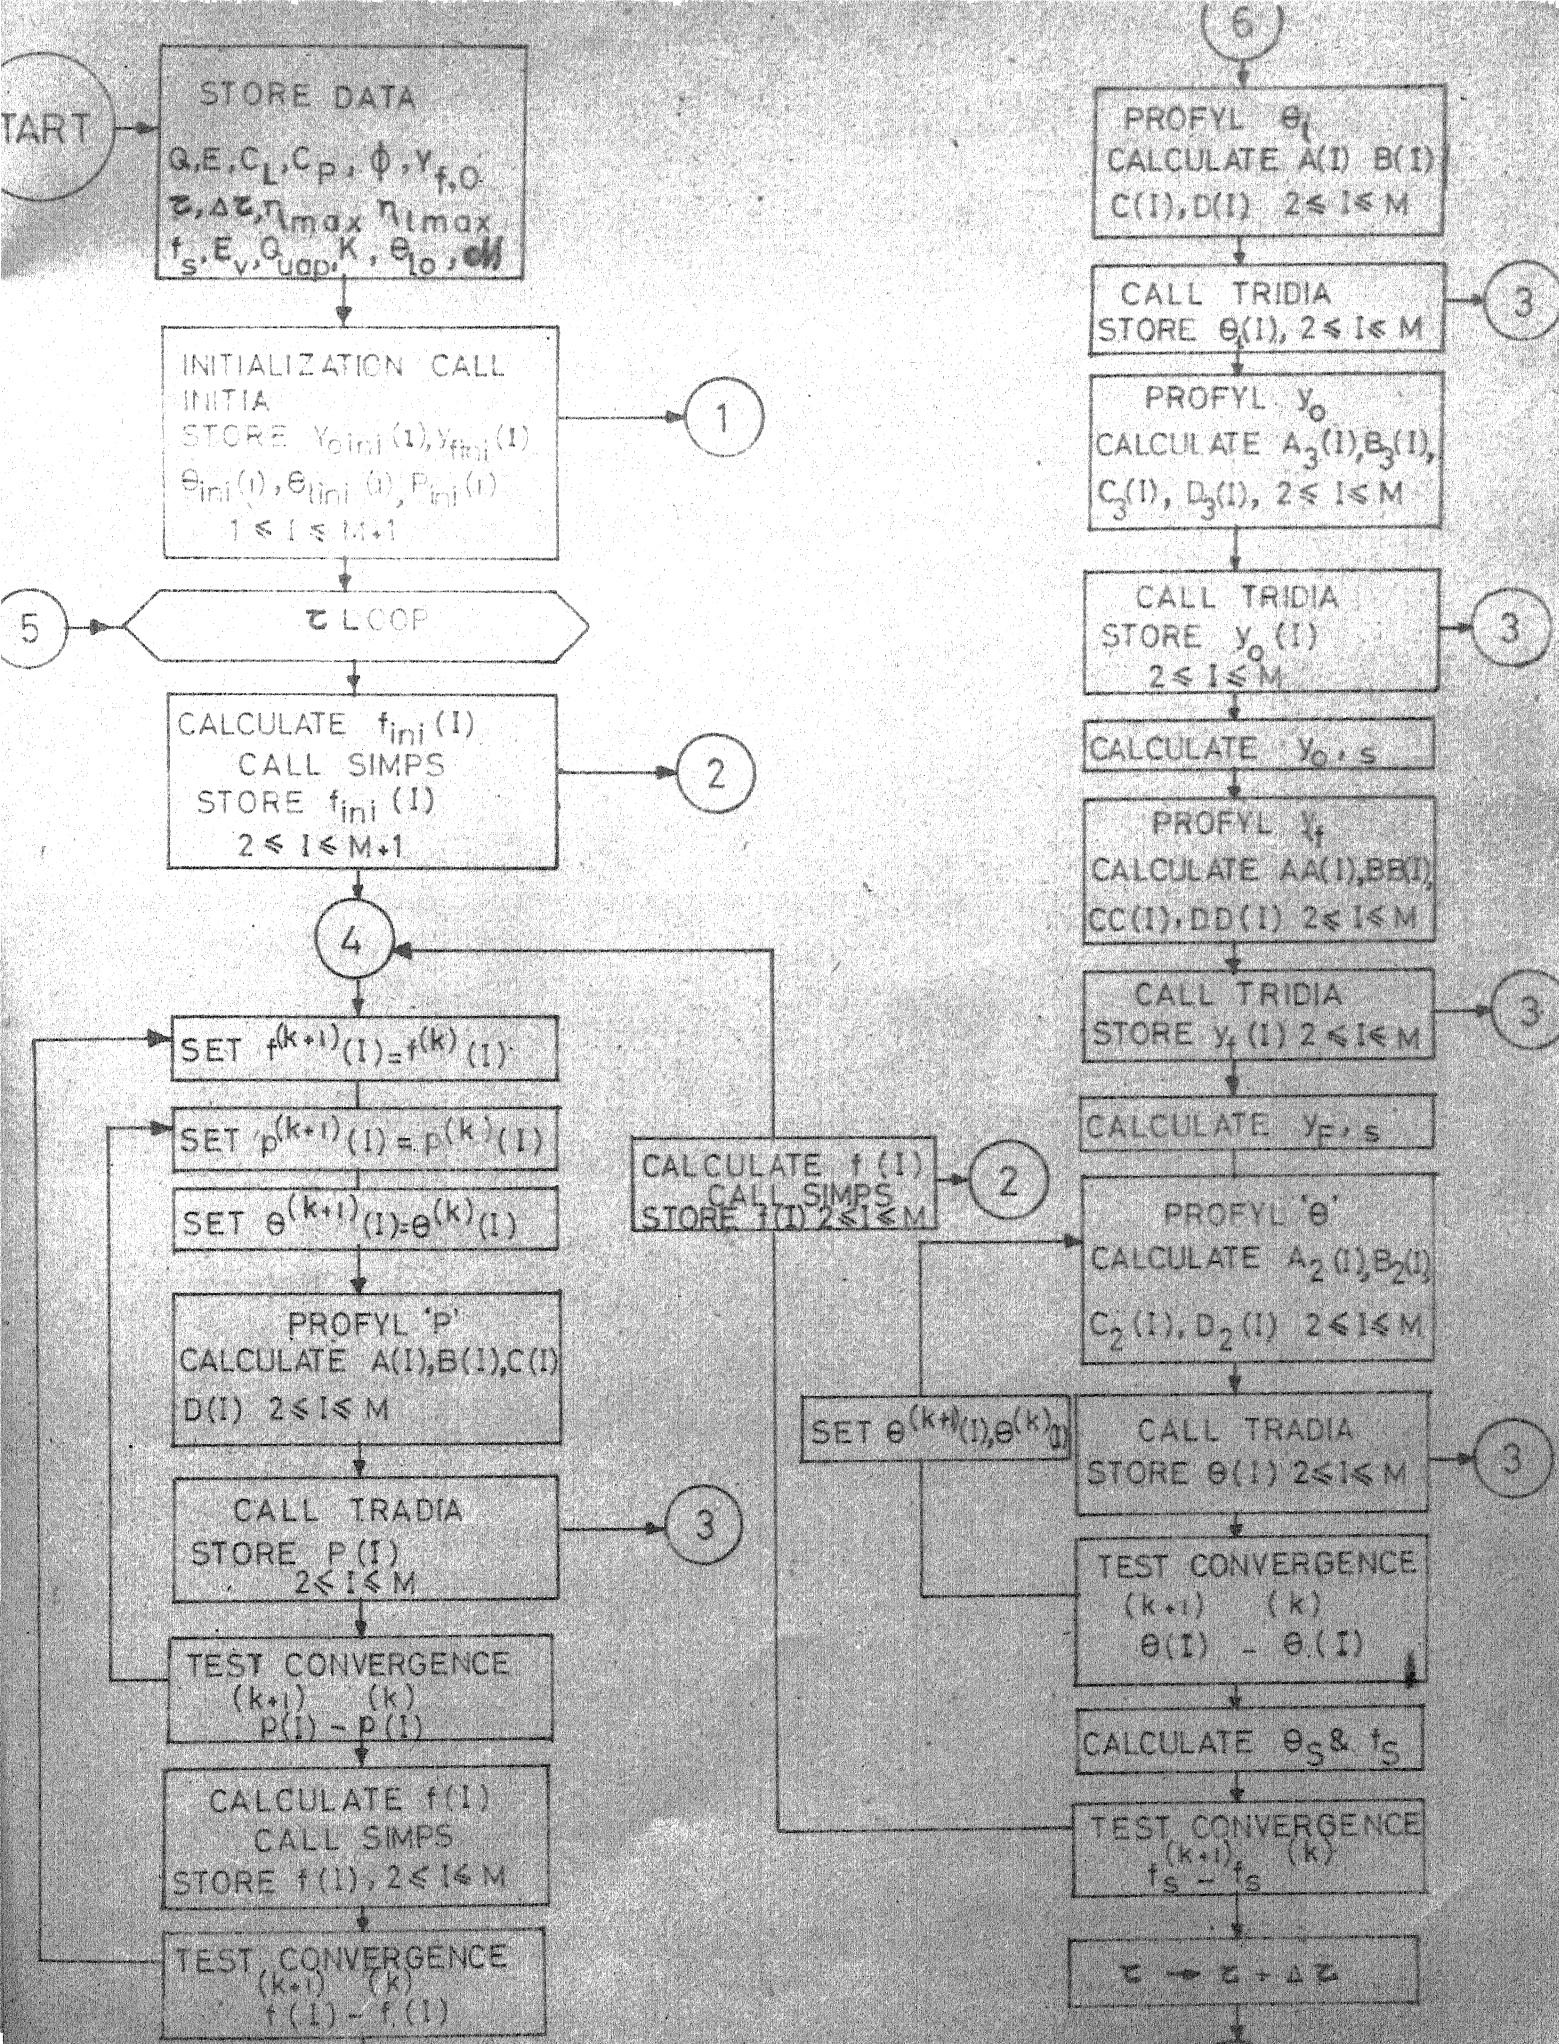 TART
STORE DATA
Q, E, C_L, C_P, ϕ, Y_f,O
τ, Δτ, η_max η_lmax
f_s, E_v, Q_uap, K, θ_lo,
INITIALIZATION CALL
INITIA
STORE Y_oini (1), y_fini (1)
θ_ini (1), θ_lini (1), P_ini (1)
1 ⩽ I ⩽ M+1
1
5
τ LOOP
CALCULATE f_ini (I)
CALL SIMPS
STORE f_ini (I)
2 ⩽ I ⩽ M+1
2
4
SET f^(k+1) (I) = f^(k) (I)
SET p^(k+1) (I) = p^(k) (I)
SET θ^(k+1) (I) = θ^(k) (I)
PROFYL 'P'
CALCULATE A(I), B(I), C(I)
D(I) 2 ⩽ I ⩽ M
CALL TRADIA
STORE P(I)
2 ⩽ I ⩽ M
3
TEST CONVERGENCE
(k+1) (k)
P(I) - P(I)
CALCULATE f(I)
CALL SIMPS
STORE f(I), 2 ⩽ I ⩽ M
TEST CONVERGENCE
(k+1) (k)
f(I) - f(I)
CALCULATE f(I)
CALL SIMPS
STORE f(I) 2 ⩽ I ⩽ M
2
SET θ^(k+1) (I), θ^(k) (I)
6
PROFYL θ_l
CALCULATE A(I) B(I)
C(I), D(I) 2 ⩽ I ⩽ M
CALL TRIDIA
STORE θ_l(I), 2 ⩽ I ⩽ M
3
PROFYL y_o
CALCULATE A_3(I), B_3(I),
C_3(I), D_3(I), 2 ⩽ I ⩽ M
CALL TRIDIA
STORE y_o (I)
2 ⩽ I ⩽ M
3
CALCULATE y_o,s
PROFYL y_f
CALCULATE AA(I), BB(I),
CC(I), DD(I) 2 ⩽ I ⩽ M
CALL TRIDIA
STORE y_f (I) 2 ⩽ I ⩽ M
3
CALCULATE y_F,s
PROFYL 'θ'
CALCULATE A_2 (I), B_2(I),
C_2 (I), D_2 (I) 2 ⩽ I ⩽ M
CALL TRADIA
STORE θ(I) 2 ⩽ I ⩽ M
3
TEST CONVERGENCE
(k+1) (k)
θ(I) - θ(I)
CALCULATE θ_S & f_S
TEST CONVERGENCE
(k+1) (k)
f_s - f_s
τ → τ + Δτ